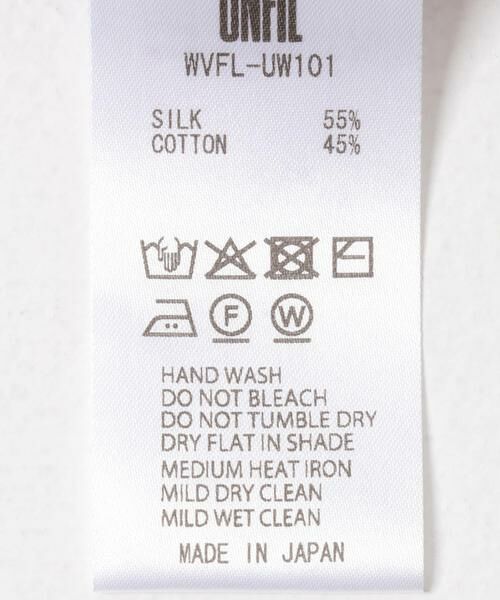 UNFIL
WVFL-UW101
SILK 55%
COTTON 45%
F W
HAND WASH
DO NOT BLEACH
DO NOT TUMBLE DRY
DRY FLAT IN SHADE
MEDIUM HEAT IRON
MILD DRY CLEAN
MILD WET CLEAN
MADE IN JAPAN